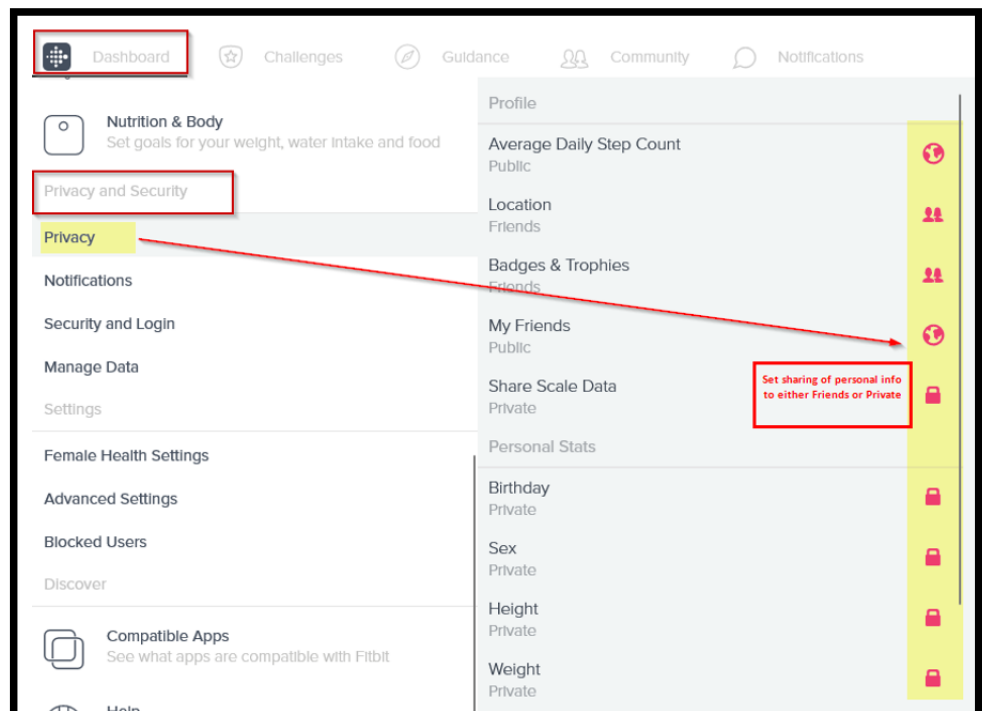 Dashboard
Challenges
Guidance
Community
Notifications
Nutrition & Body
Set goals for your weight, water intake and food
Privacy and Security
Privacy
Notifications
Security and Login
Manage Data
Settings
Female Health Settings
Advanced Settings
Blocked Users
Discover
Compatible Apps
See what apps are compatible with Fitbit
Help
Profile
Average Daily Step Count
Public
Location
Friends
Badges & Trophies
Friends
My Friends
Public
Share Scale Data
Private
Set sharing of personal info
to either Friends or Private
Personal Stats
Birthday
Private
Sex
Private
Height
Private
Weight
Private